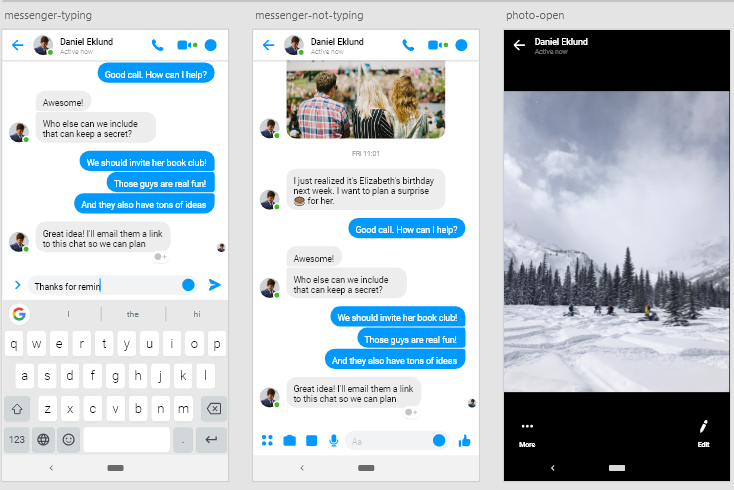 messenger-typing
Daniel Eklund
Active now
Good call. How can I help?
Awesome!
Who else can we include
that can keep a secret?
We should invite her book club!
Those guys are real fun!
And they also have tons of ideas
Great idea! I'll email them a link
to this chat so we can plan
Thanks for remin
I the hi
q w e r t y u i o p
a s d f g h j k l
z x c v b n m
123 .
messenger-not-typing
Daniel Eklund
Active now
FRI 11:01
I just realized it's Elizabeth's birthday
next week. I want to plan a surprise
for her.
Good call. How can I help?
Awesome!
Who else can we include
that can keep a secret?
We should invite her book club!
Those guys are real fun!
And they also have tons of ideas
Great idea! I'll email them a link
to this chat so we can plan
Aa
photo-open
Daniel Eklund
Active now
More Edit